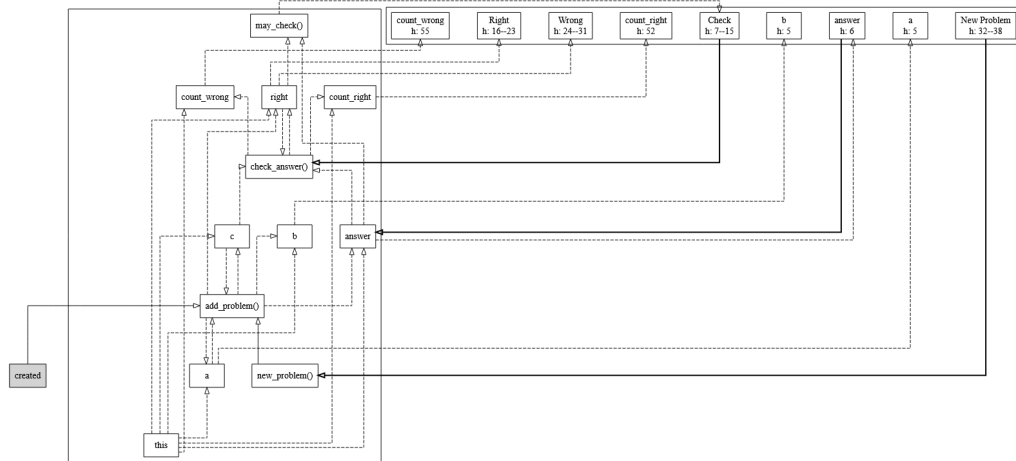 may_check()
count_wrong
h: 55
Right
h: 16--23
Wrong
h: 24--31
count_right
h: 52
Check
h: 7--15
b
h: 5
answer
h: 6
a
h: 5
New Problem
h: 32--38
count_wrong
right
count_right
check_answer()
c
b
answer
add_problem()
created
a
new_problem()
this